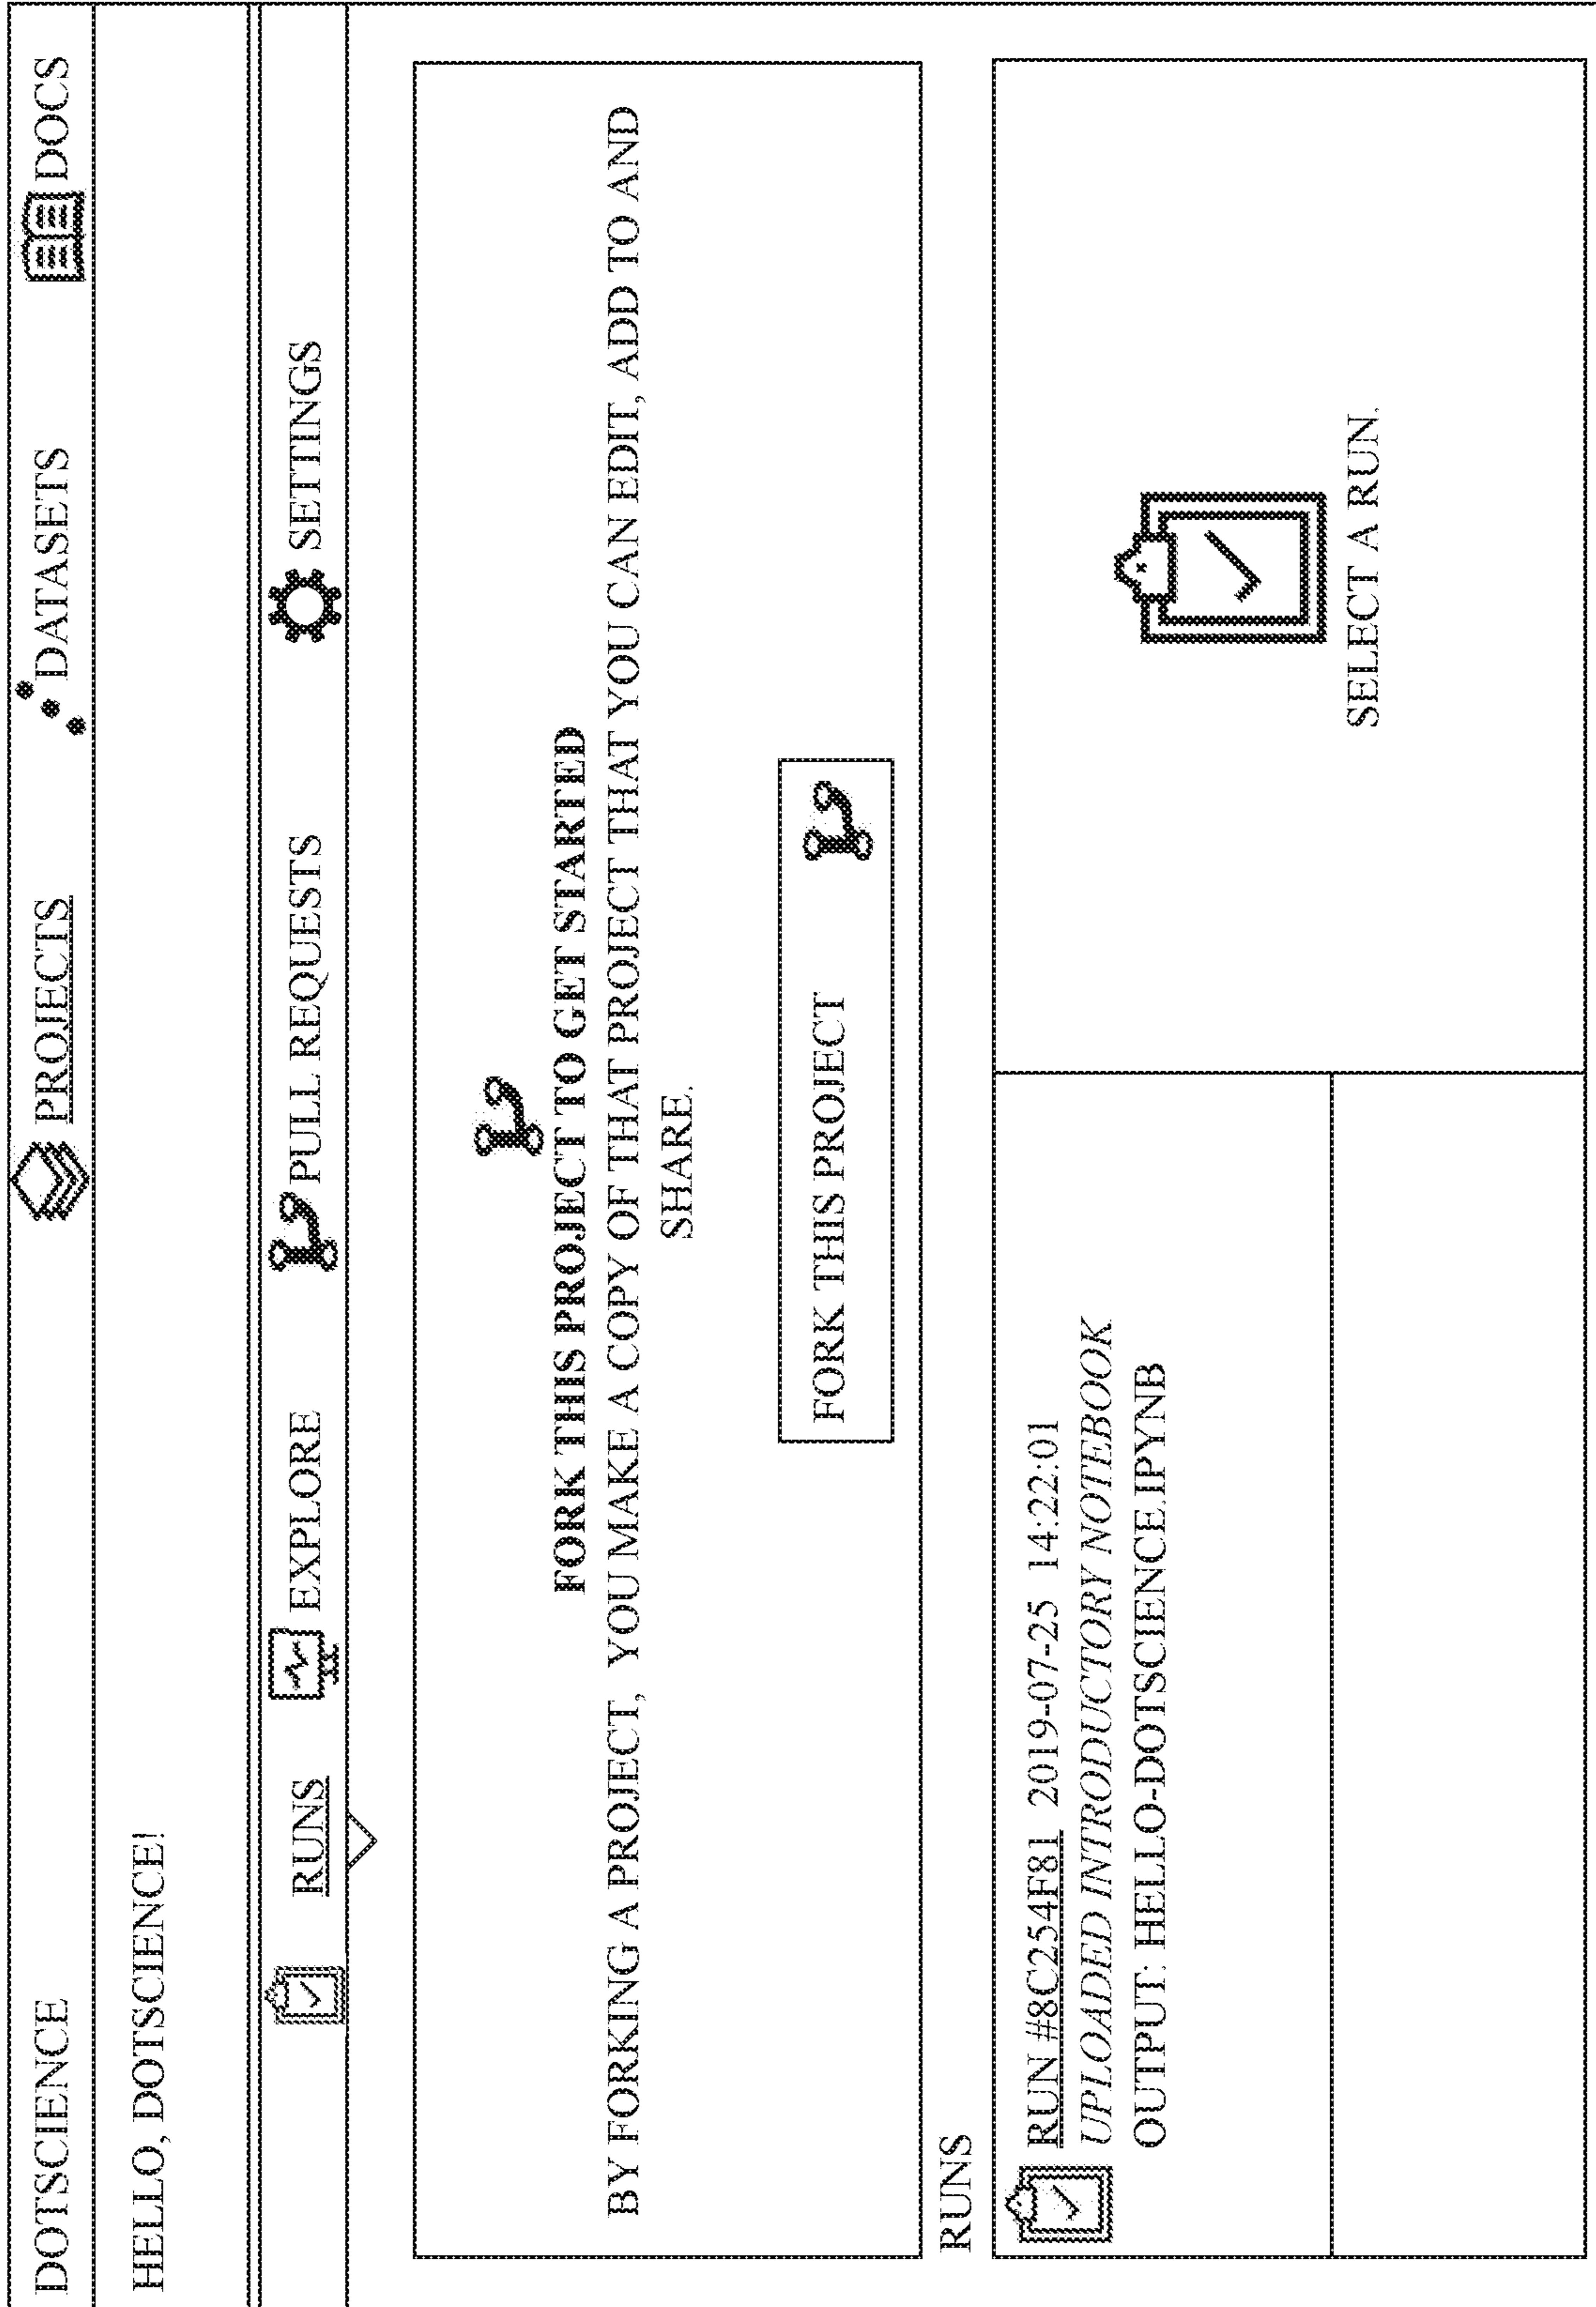 DOTSCIENCE PROJECTS DATASETS DOCS
HELLO, DOTSCIENCE!
RUNS EXPLORE PULL REQUESTS SETTINGS
FORK THIS PROJECT TO GET STARTED
BY FORKING A PROJECT, YOU MAKE A COPY OF THAT PROJECT THAT YOU CAN EDIT, ADD TO AND
SHARE.
FORK THIS PROJECT
RUNS
RUN #8C254F81 2019-07-25 14:22:01
UPLOADED INTRODUCTORY NOTEBOOK
OUTPUT: HELLO-DOTSCIENCE.IPYNB
SELECT A RUN.